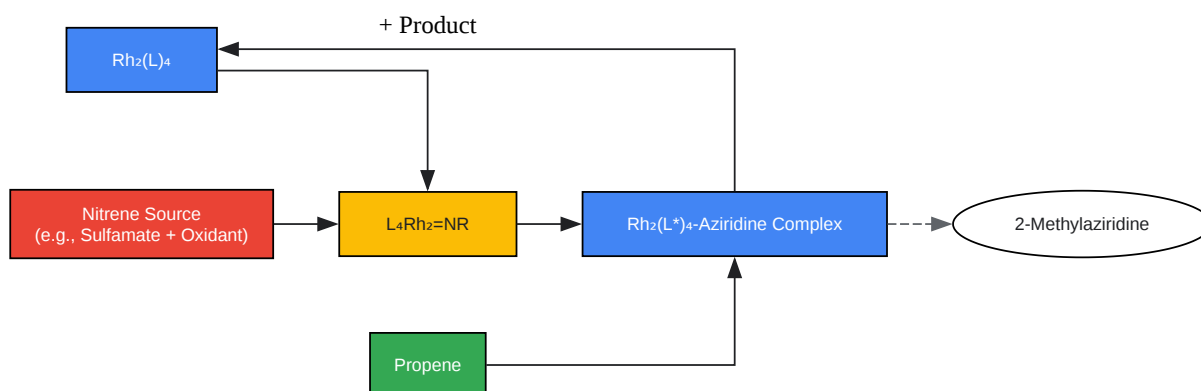 + Product
Rh₂(L)₄
Nitrene Source
(e.g., Sulfamate + Oxidant)
L₄Rh₂=NR
Rh₂(L*)₄-Aziridine Complex
2-Methylaziridine
Propene